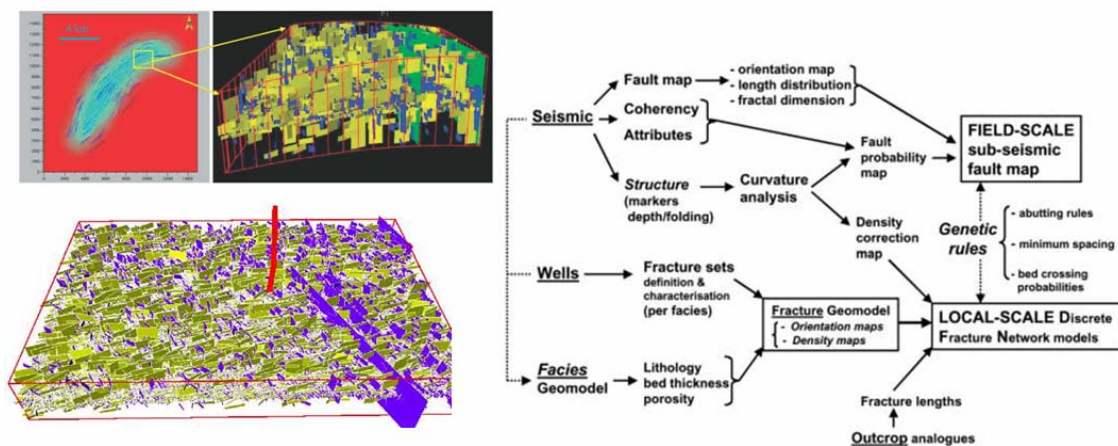 4 km
Seismic
Fault map
- orientation map
- length distribution
- fractal dimension
Coherency
Attributes
Fault
probability
map
FIELD-SCALE
sub-seismic
fault map
Structure
(markers
depth/folding)
Curvature
analysis
Density
correction
map
Genetic
rules
- abutting rules
- minimum spacing
- bed crossing
probabilities
Wells
Fracture sets
definition &
characterisation
(per facies)
Fracture Geomodel
- Orientation maps
- Density maps
LOCAL-SCALE Discrete
Fracture Network models
Facies
Geomodel
Lithology
bed thickness
porosity
Fracture lengths
Outcrop analogues